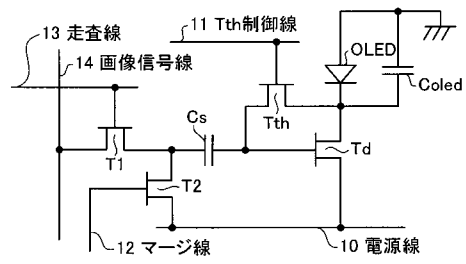 11 Tth制御線
13 走査線
14 画像信号線
OLED
Coled
Cs
Tth
T1
Td
T2
12 マージ線
10 電源線